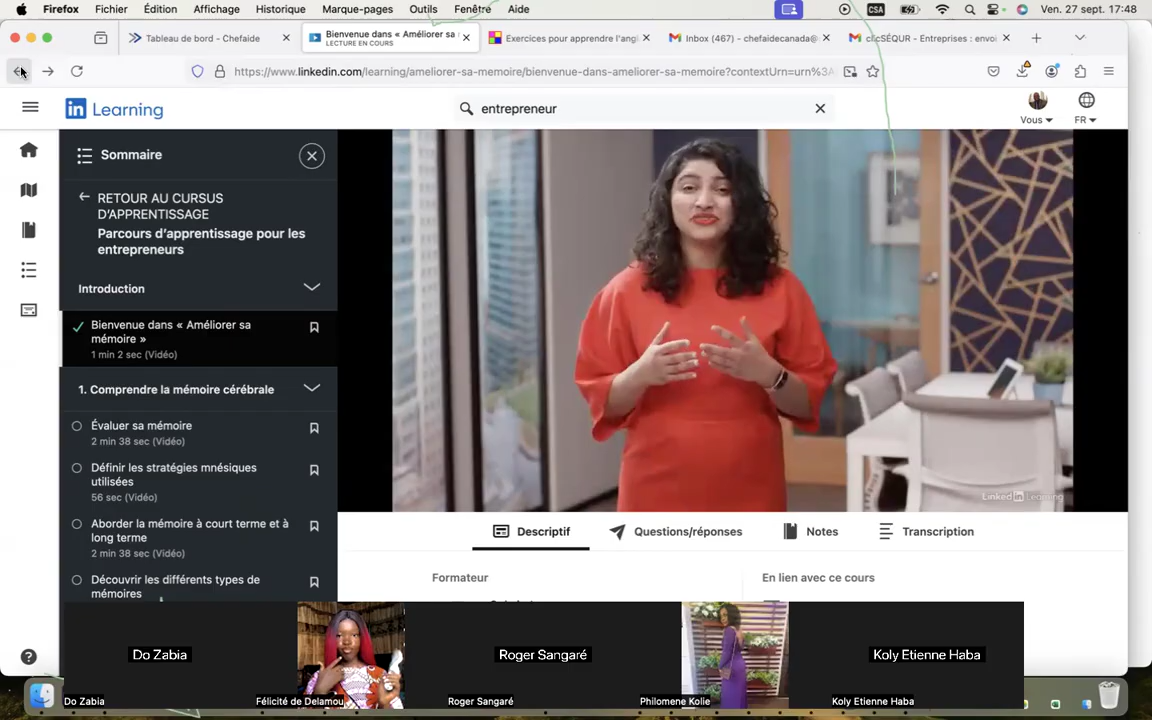 Firefox Fichier Édition Affichage Historique Marque-pages Outils Fenêtre Aide CSA Ven. 27 sept. 17:48
Tableau de bord - Chefaide
Bienvenue dans « Améliorer sa
LECTURE EN COURS
Exercices pour apprendre l'ang
Inbox (467) - chefaidecanada@
clicSÉQUR - Entreprises : envoi
https://www.linkedin.com/learning/ameliorer-sa-memoire/bienvenue-dans-ameliorer-sa-memoire?contextUrn=urn%3A
in Learning
entrepreneur
Vous
FR
Sommaire
RETOUR AU CURSUS
D'APPRENTISSAGE
Parcours d'apprentissage pour les
entrepreneurs
Introduction
Bienvenue dans « Améliorer sa
mémoire »
1 min 2 sec (Vidéo)
1. Comprendre la mémoire cérébrale
Évaluer sa mémoire
2 min 38 sec (Vidéo)
Définir les stratégies mnésiques
utilisées
56 sec (Vidéo)
Aborder la mémoire à court terme et à
long terme
2 min 38 sec (Vidéo)
Découvrir les différents types de
mémoires
Linked in Learning
Descriptif
Questions/réponses
Notes
Transcription
Formateur
En lien avec ce cours
Do Zabia
Roger Sangaré
Koly Etienne Haba
Do Zabia
Félicité de Delamou
Roger Sangaré
Philomene Kolie
Koly Etienne Haba